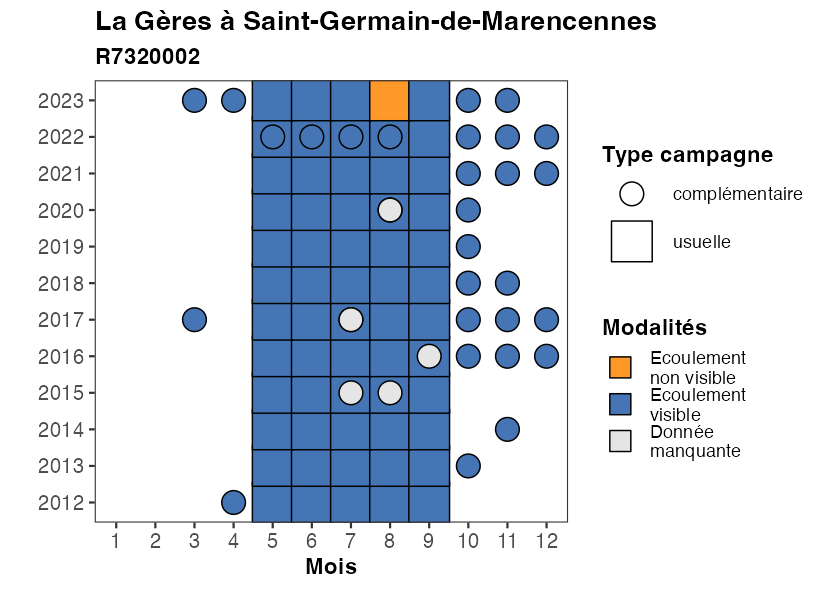 La Gères à Saint-Germain-de-Marencennes
R7320002
2023
2022
2021
2020
2019
2018
2017
2016
2015
2014
2013
2012
1 2 3 4 5 6 7 8 9 10 11 12
Mois
Type campagne
complémentaire
usuelle
Modalités
Ecoulement
non visible
Ecoulement
visible
Donnée
manquante